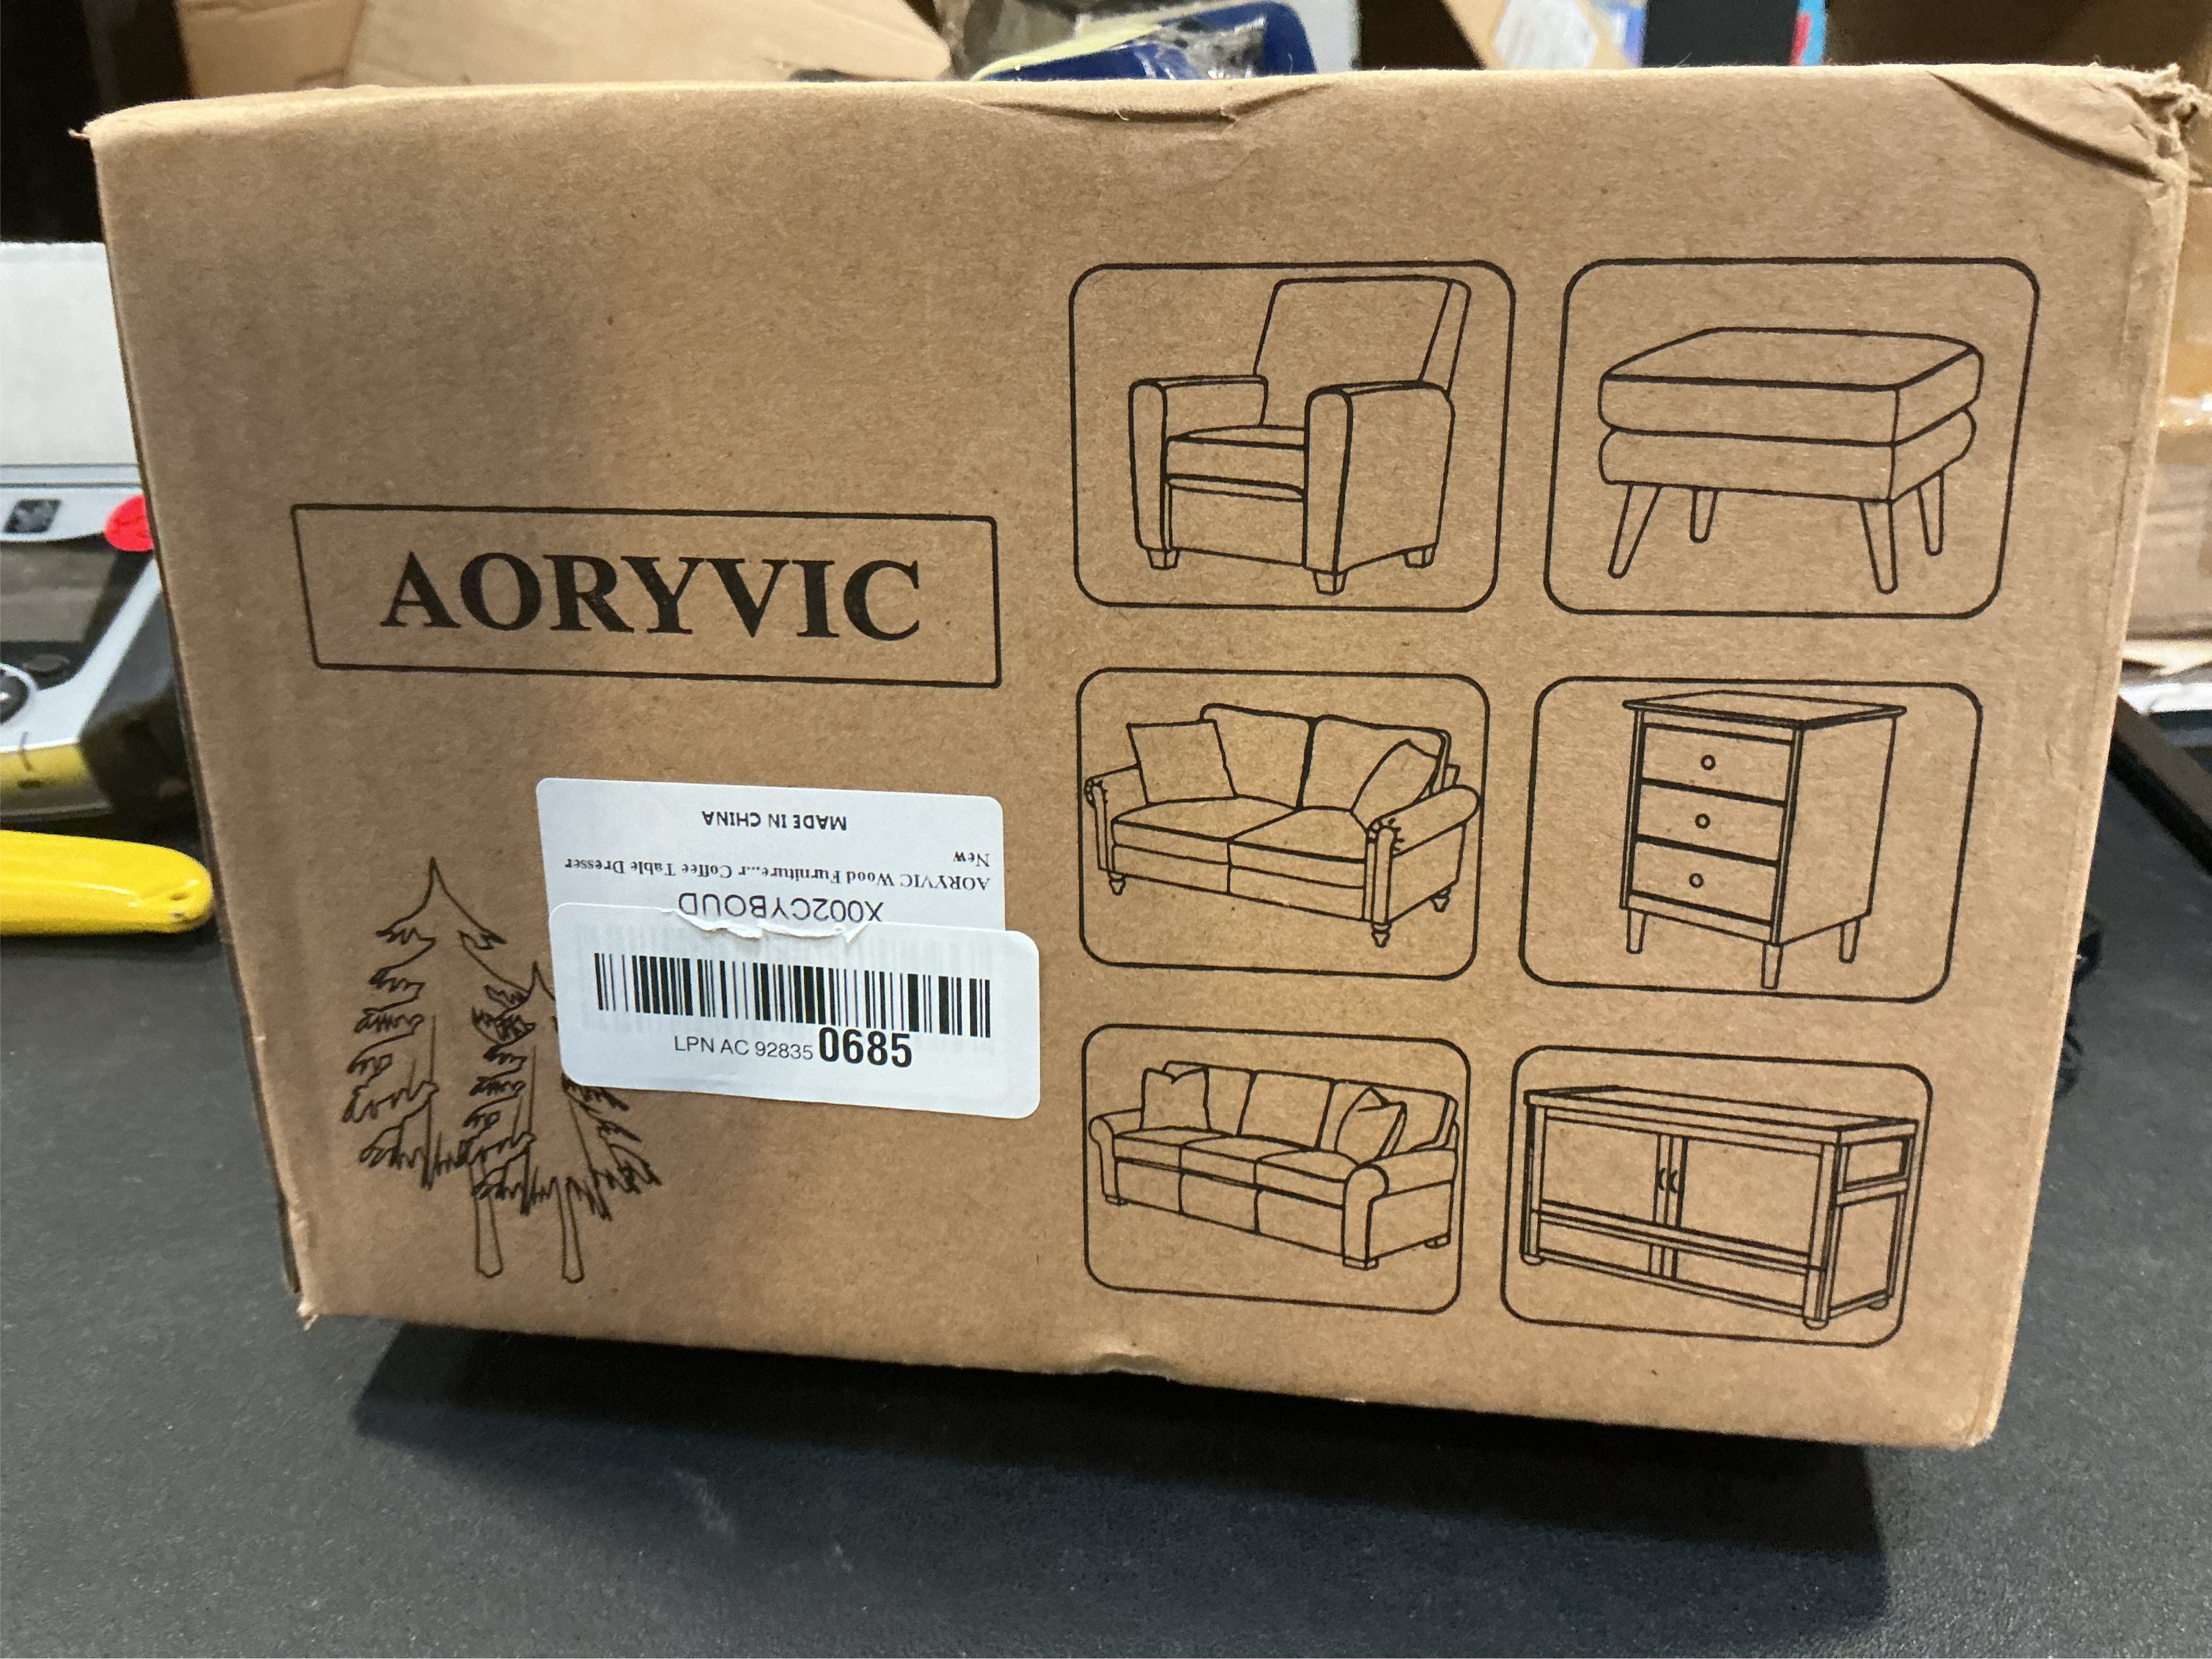 AORYVIC
MADE IN CHINA
New
AORYVIC Wood Furniture...r Coffee Table Dresser
X002CYBOUD
LPN AC 92835 0685